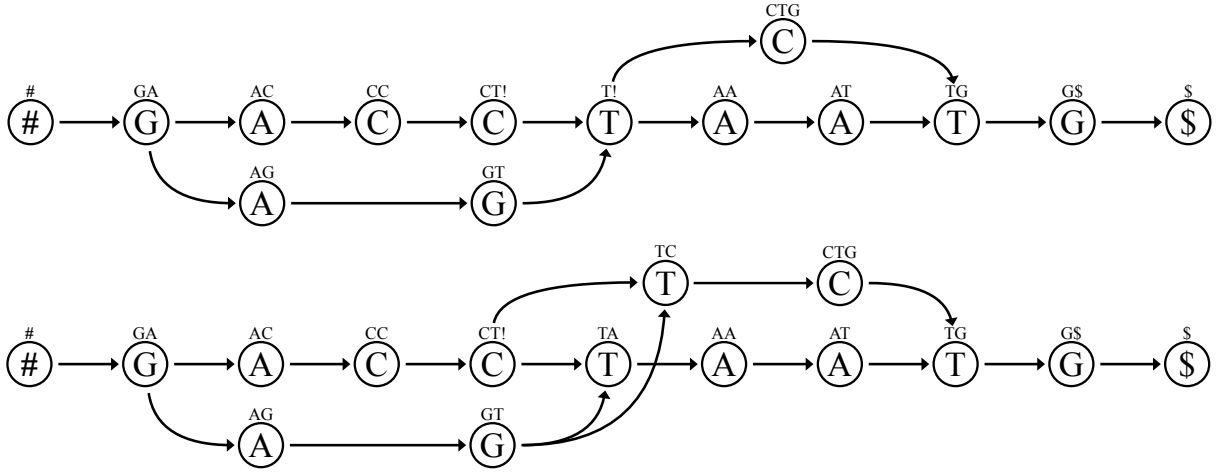 CTG
C
# GA AC CC CT! T! AA AT TG G$ $
# G A C C T A A T G $
AG GT
A G
TC CTG
T C
# GA AC CC CT! TA AA AT TG G$ $
# G A C C T A A T G $
AG GT
A G